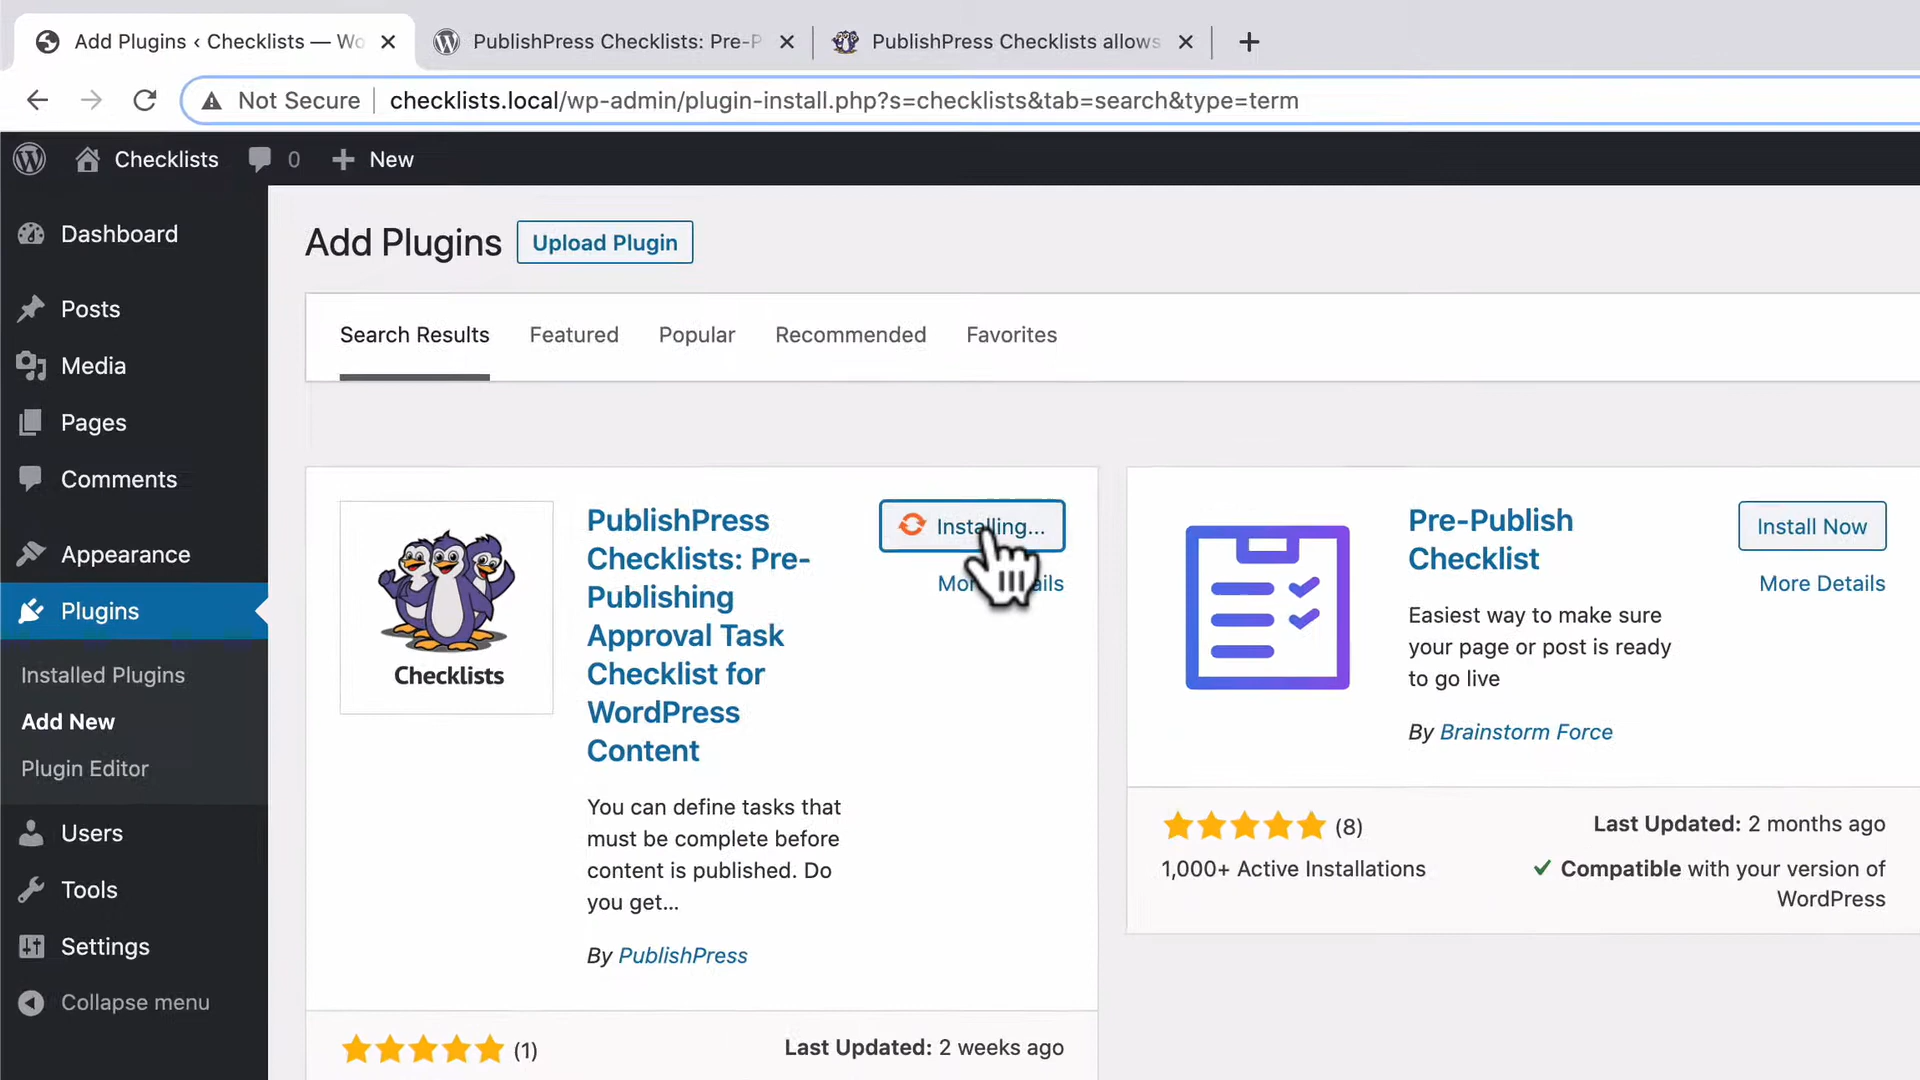 Add Plugins ‹ Checklists — Wo
PublishPress Checklists: Pre-P
PublishPress Checklists allows
Not Secure
checklists.local/wp-admin/plugin-install.php?s=checklists&tab=search&type=term
Checklists
0
New
Dashboard
Posts
Media
Pages
Comments
Appearance
Plugins
Installed Plugins
Add New
Plugin Editor
Users
Tools
Settings
Collapse menu
Add Plugins
Upload Plugin
Search Results
Featured
Popular
Recommended
Favorites
Checklists
PublishPress
Checklists: Pre-
Publishing
Approval Task
Checklist for
WordPress
Content
Installing...
You can define tasks that
must be complete before
content is published. Do
you get...
By PublishPress
(1)
Last Updated: 2 weeks ago
Pre-Publish
Checklist
Install Now
More Details
Easiest way to make sure
your page or post is ready
to go live
By Brainstorm Force
(8)
Last Updated: 2 months ago
1,000+ Active Installations
Compatible with your version of
WordPress